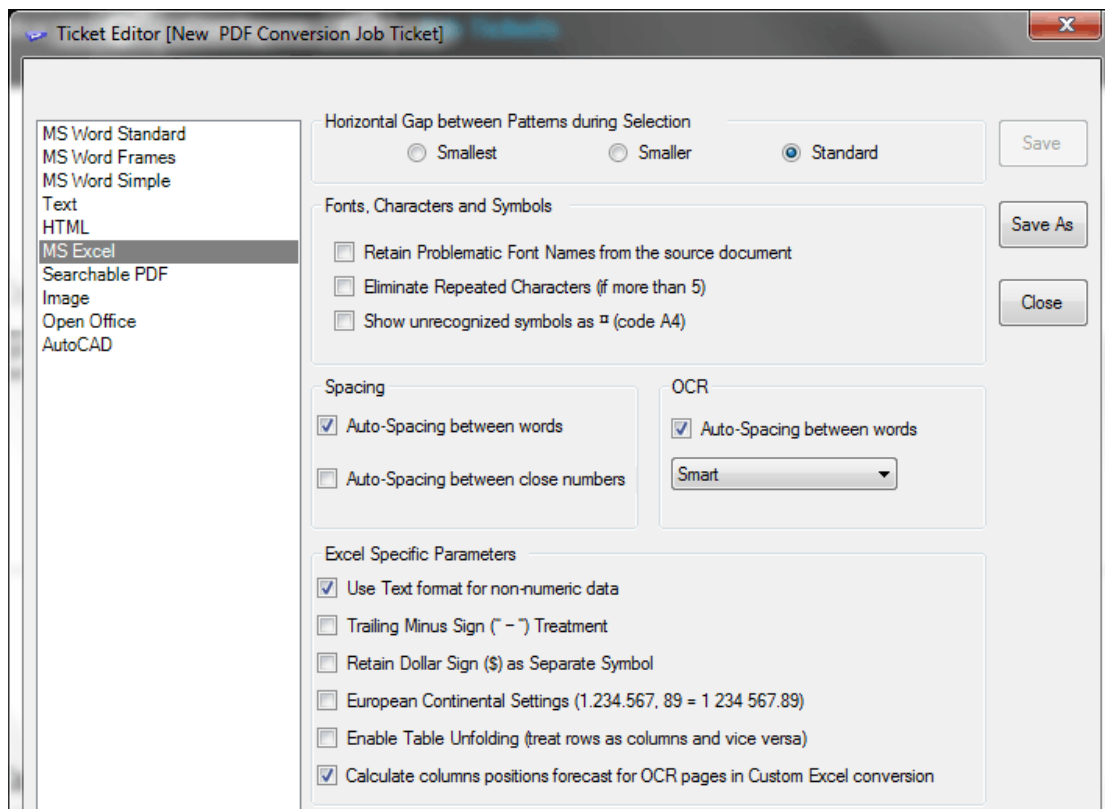 Ticket Editor [New  PDF Conversion Job Ticket]
MS Word Standard
MS Word Frames
MS Word Simple
Text
HTML
MS Excel
Searchable PDF
Image
Open Office
AutoCAD
Horizontal Gap between Patterns during Selection
Smallest Smaller Standard
Fonts, Characters and Symbols
Retain Problematic Font Names from the source document
Eliminate Repeated Characters (if more than 5)
Show unrecognized symbols as ¤ (code A4)
Spacing
Auto-Spacing between words
Auto-Spacing between close numbers
OCR
Auto-Spacing between words
Smart
Excel Specific Parameters
Use Text format for non-numeric data
Trailing Minus Sign (" − ") Treatment
Retain Dollar Sign ($) as Separate Symbol
European Continental Settings (1.234.567, 89 = 1 234 567.89)
Enable Table Unfolding (treat rows as columns and vice versa)
Calculate columns positions forecast for OCR pages in Custom Excel conversion
Save
Save As
Close